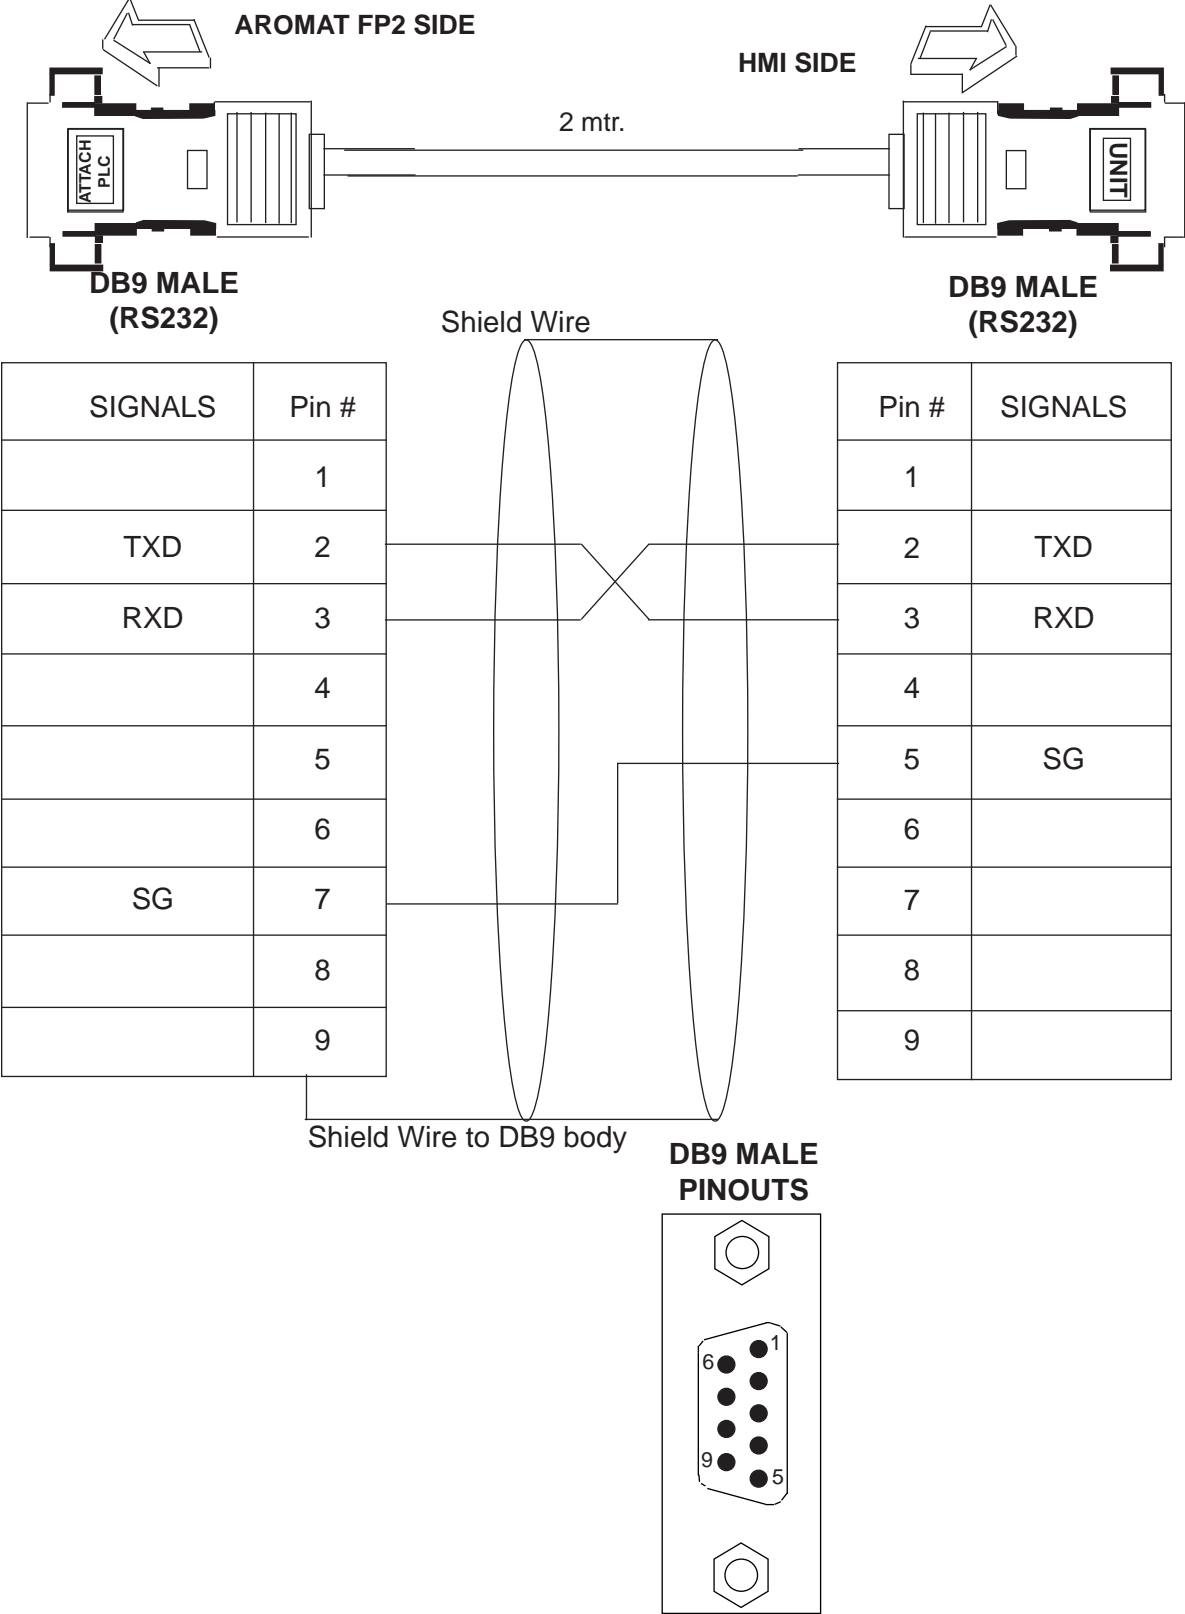 AROMAT FP2 SIDE
HMI SIDE
2 mtr.
ATTACH
PLC
UNIT
DB9 MALE
(RS232)
DB9 MALE
(RS232)
Shield Wire
SIGNALS Pin #
1
TXD 2
RXD 3
4
5
6
SG 7
8
9
Pin # SIGNALS
1
2 TXD
3 RXD
4
5 SG
6
7
8
9
Shield Wire to DB9 body
DB9 MALE
PINOUTS
1
6
9
5